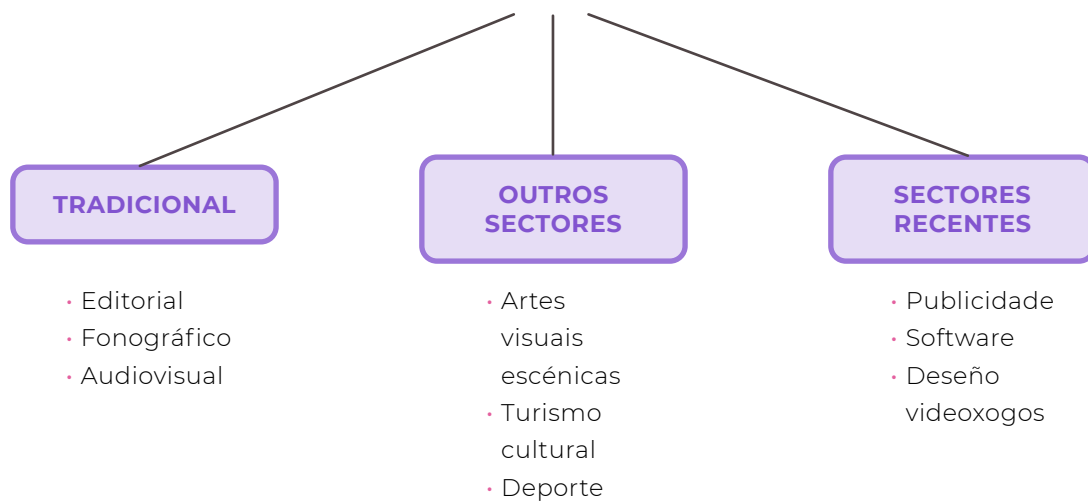 TRADICIONAL
• Editorial
• Fonográfico
• Audiovisual
OUTROS
SECTORES
• Artes
visuais
escénicas
• Turismo
cultural
• Deporte
SECTORES
RECENTES
• Publicidade
• Software
• Deseño
videoxogos